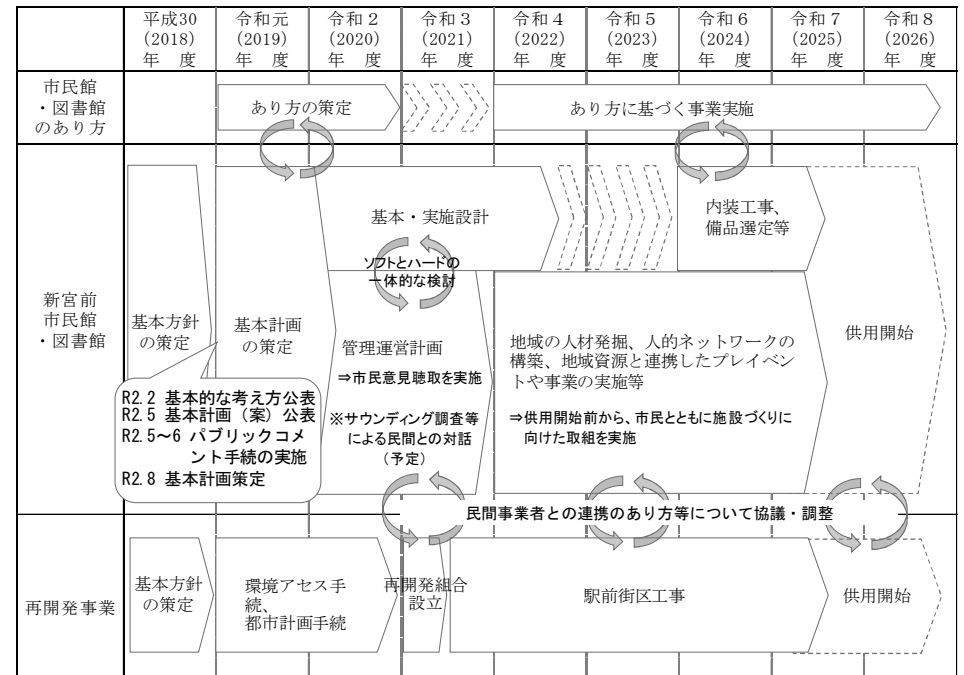 平成30
(2018)
年 度
令和元
(2019)
年 度
令和２
(2020)
年 度
令和３
(2021)
年 度
令和４
(2022)
年 度
令和５
(2023)
年 度
令和６
(2024)
年 度
令和７
(2025)
年 度
令和８
(2026)
年 度
市民館
・図書館
のあり方
あり方の策定
あり方に基づく事業実施
新宮前
市民館
・図書館
基本方針
の策定
基本計画
の策定
基本・実施設計
ソフトとハードの
一体的な検討
管理運営計画
⇒市民意見聴取を実施
※サウンディング調査等
による民間との対話
（予定）
内装工事、
備品選定等
地域の人材発掘、人的ネットワークの
構築、地域資源と連携したプレイベン
トや事業の実施等
⇒供用開始前から、市民とともに施設づくりに
向けた取組を実施
供用開始
R2.2 基本的な考え方公表
R2.5 基本計画（案）公表
R2.5～6 パブリックコメ
ント手続の実施
R2.8 基本計画策定
民間事業者との連携のあり方等について協議・調整
再開発事業
基本方針
の策定
環境アセス手
続、
都市計画手続
再開発組合
設立
駅前街区工事
供用開始